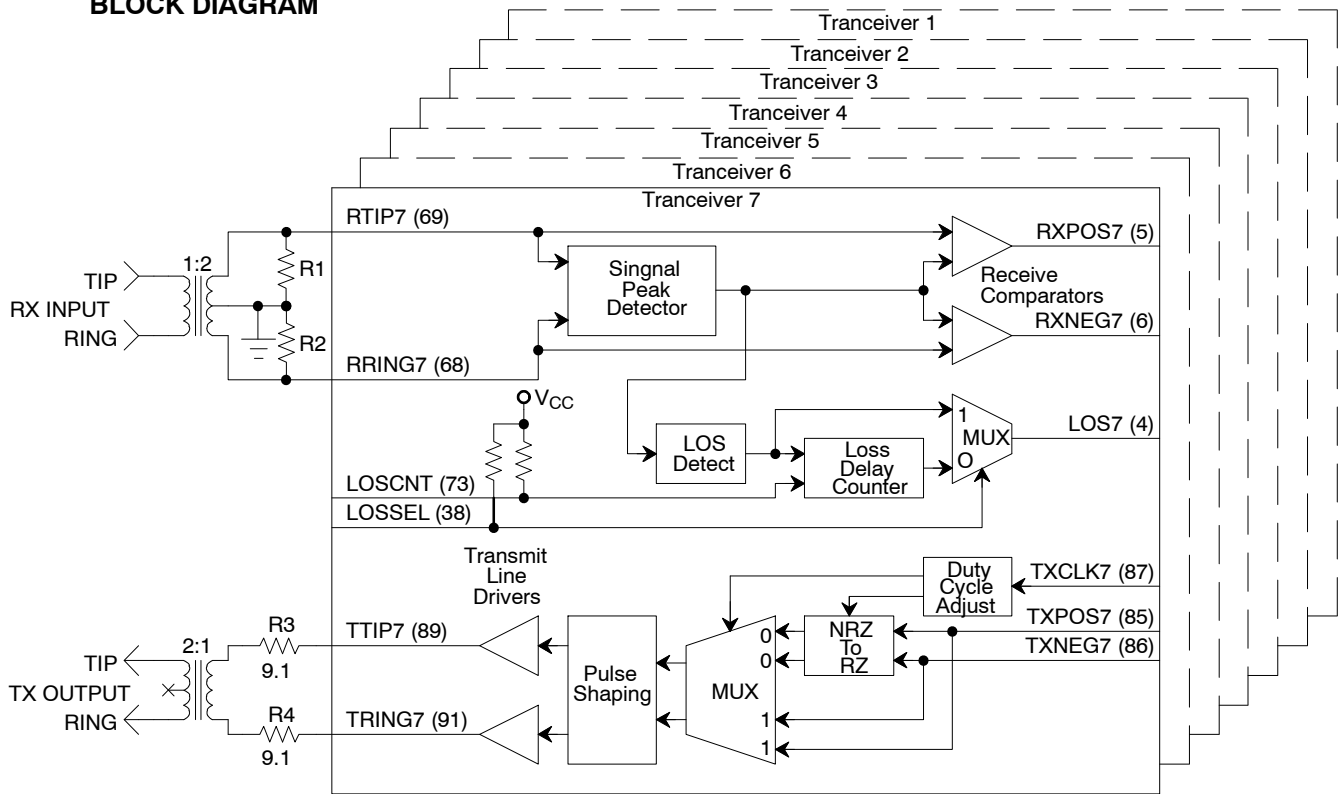 BLOCK DIAGRAM
Tranceiver 1
Tranceiver 2
Tranceiver 3
Tranceiver 4
Tranceiver 5
Tranceiver 6
Tranceiver 7
RTIP7 (69)
RXPOS7 (5)
1:2
R1
TIP
RX INPUT
RING
R2
Singnal
Peak
Detector
Receive
Comparators
RXNEG7 (6)
RRING7 (68)
VCC
LOS
Detect
Loss
Delay
Counter
1
MUX
O
LOS7 (4)
LOSCNT (73)
LOSSEL (38)
Transmit
Line
Drivers
Duty
Cycle
Adjust
TXCLK7 (87)
TXPOS7 (85)
TXNEG7 (86)
NRZ
To
RZ
0
0
MUX
1
1
Pulse
Shaping
TTIP7 (89)
R3
9.1
2:1
TIP
TX OUTPUT
RING
R4
9.1
TRING7 (91)